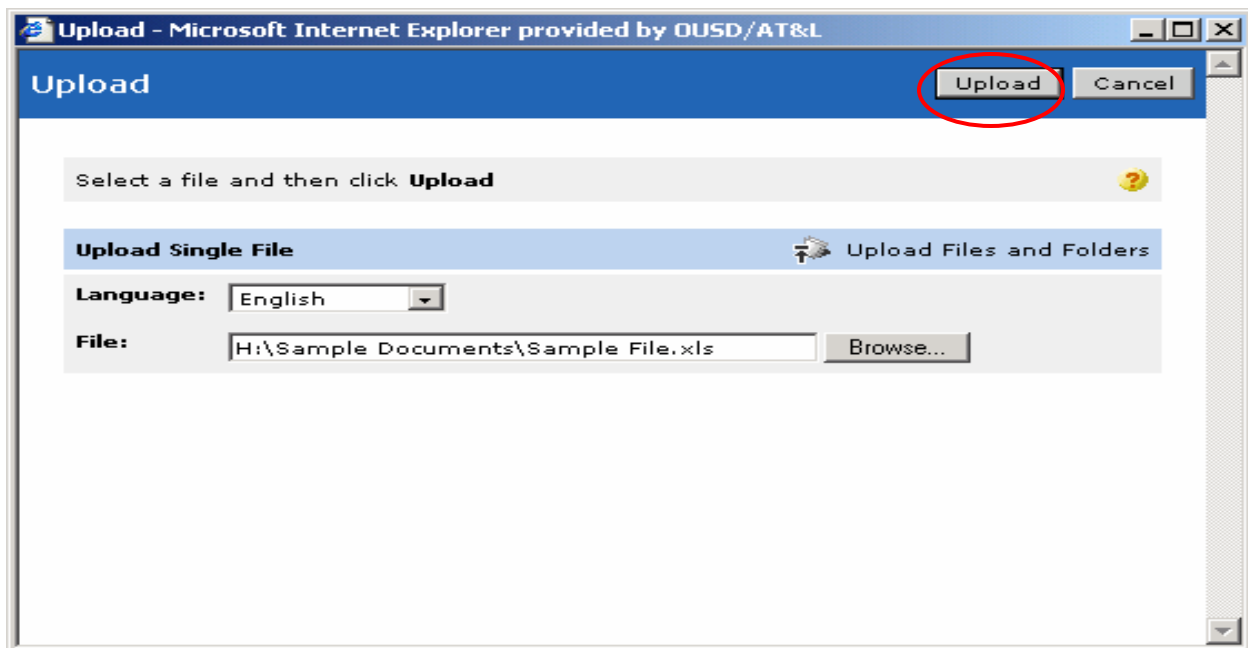 Upload - Microsoft Internet Explorer provided by OUSD/AT&L
Upload
Upload
Cancel
Select a file and then click Upload
?
Upload Single File
Upload Files and Folders
Language:
English
File:
H:\Sample Documents\Sample File.xls
Browse...